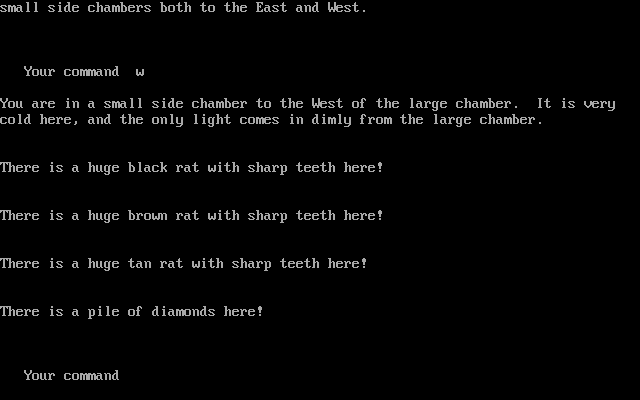 small side chambers both to the East and West.
Your command  w
You are in a small side chamber to the West of the large chamber.  It is very
cold here, and the only light comes in dimly from the large chamber.
There is a huge black rat with sharp teeth here!
There is a huge brown rat with sharp teeth here!
There is a huge tan rat with sharp teeth here!
There is a pile of diamonds here!
Your command